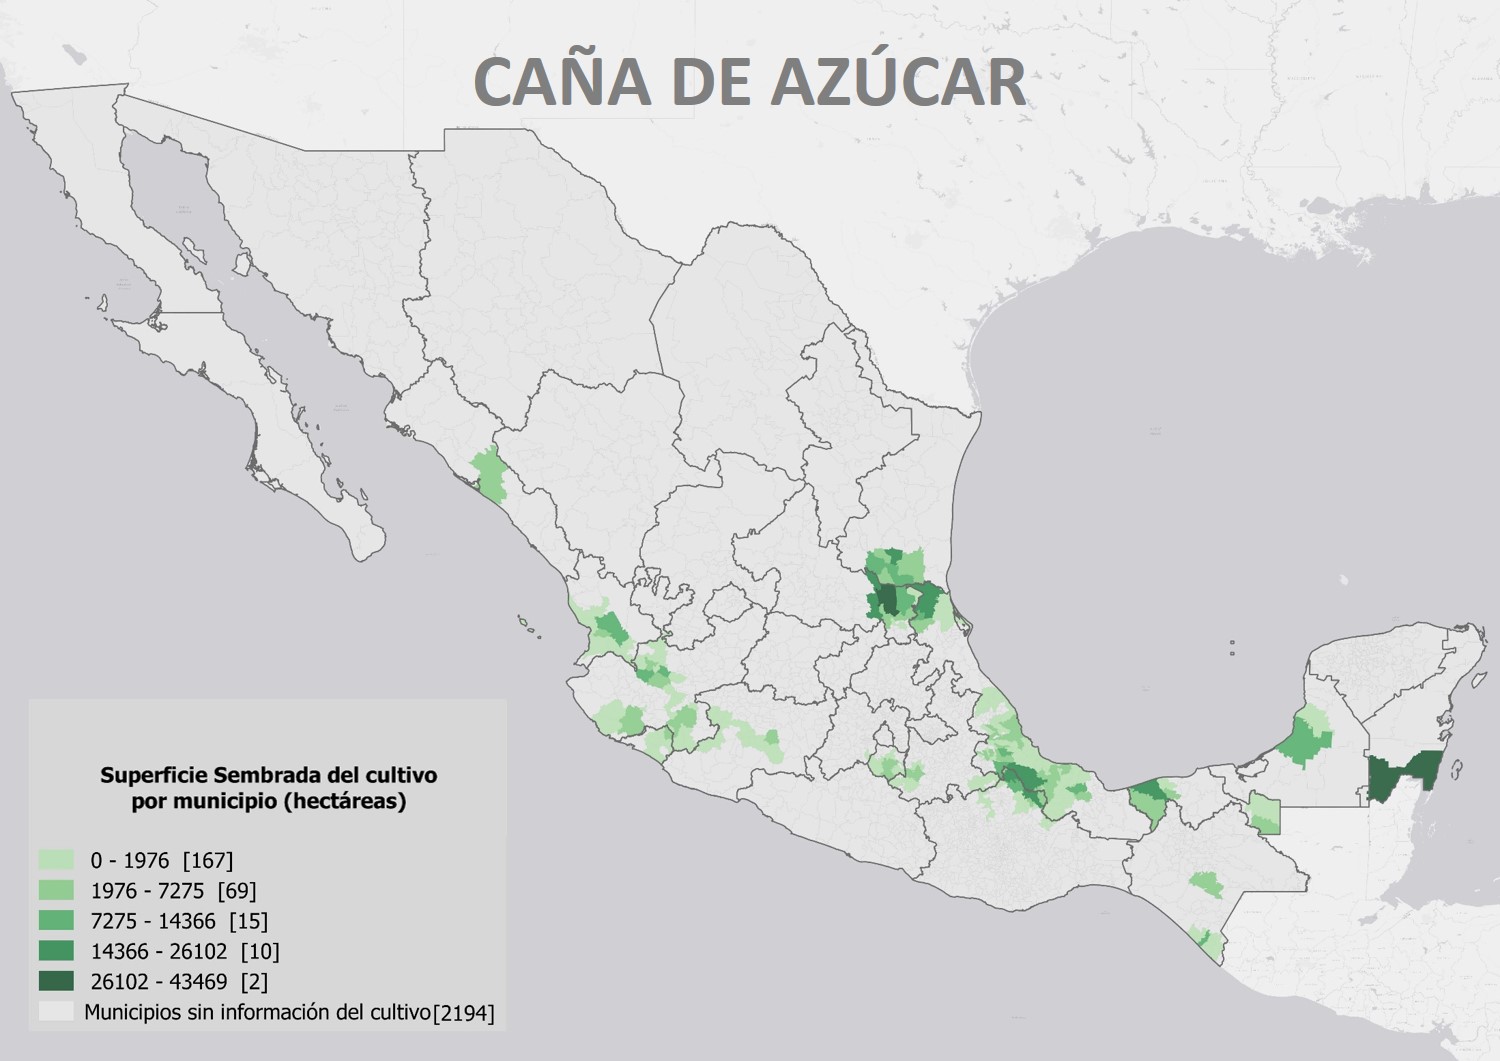 CAÑA DE AZÚCAR
Superficie Sembrada del cultivo
por municipio (hectáreas)
0 - 1976 [167]
1976 - 7275 [69]
7275 - 14366 [15]
14366 - 26102 [10]
26102 - 43469 [2]
Municipios sin información del cultivo[2194]